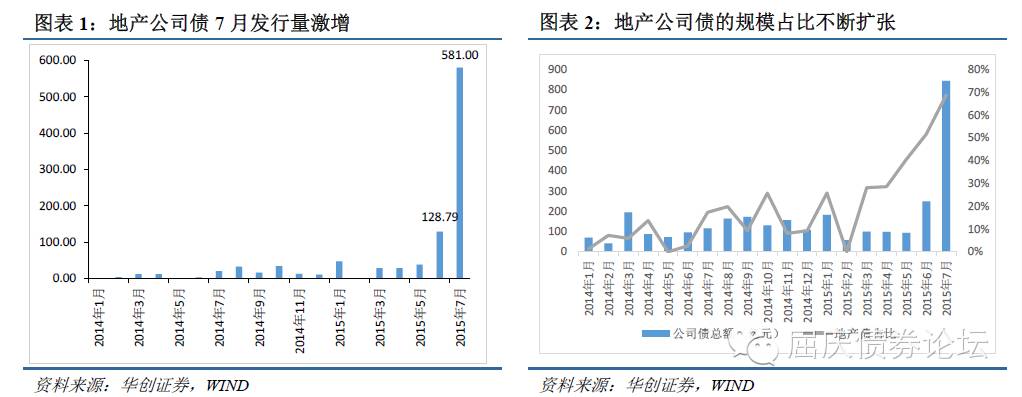 图表 1：地产公司债 7 月发行量激增
600.00
500.00
400.00
300.00
200.00
100.00
0.00
581.00
128.79
2014年1月
2014年3月
2014年5月
2014年7月
2014年9月
2014年11月
2015年1月
2015年3月
2015年5月
2015年7月
资料来源：华创证券，WIND
图表 2：地产公司债的规模占比不断扩张
900
800
700
600
500
400
300
200
100
0
80%
70%
60%
50%
40%
30%
20%
10%
0%
2014年1月
2014年2月
2014年3月
2014年4月
2014年5月
2014年6月
2014年7月
2014年8月
2014年9月
2014年10月
2014年11月
2014年12月
2015年1月
2015年2月
2015年3月
2015年4月
2015年5月
2015年6月
2015年7月
公司债总额 元）
地产债占比
屈庆债券论坛
资料来源：华创证券，WIND